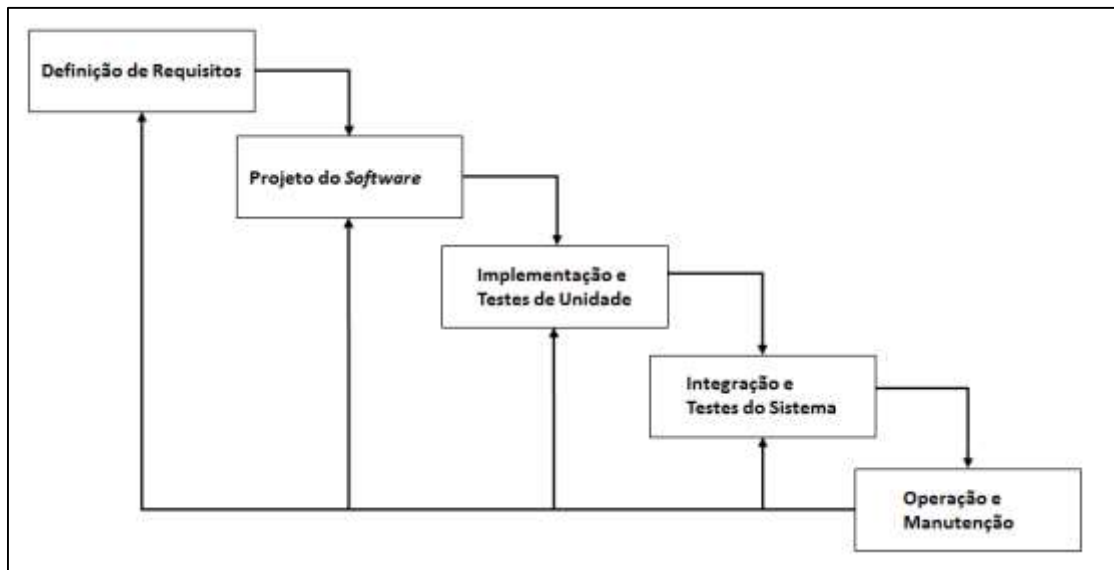 Definição de Requisitos
Projeto do Software
Implementação e
Testes de Unidade
Integração e
Testes do Sistema
Operação e
Manutenção